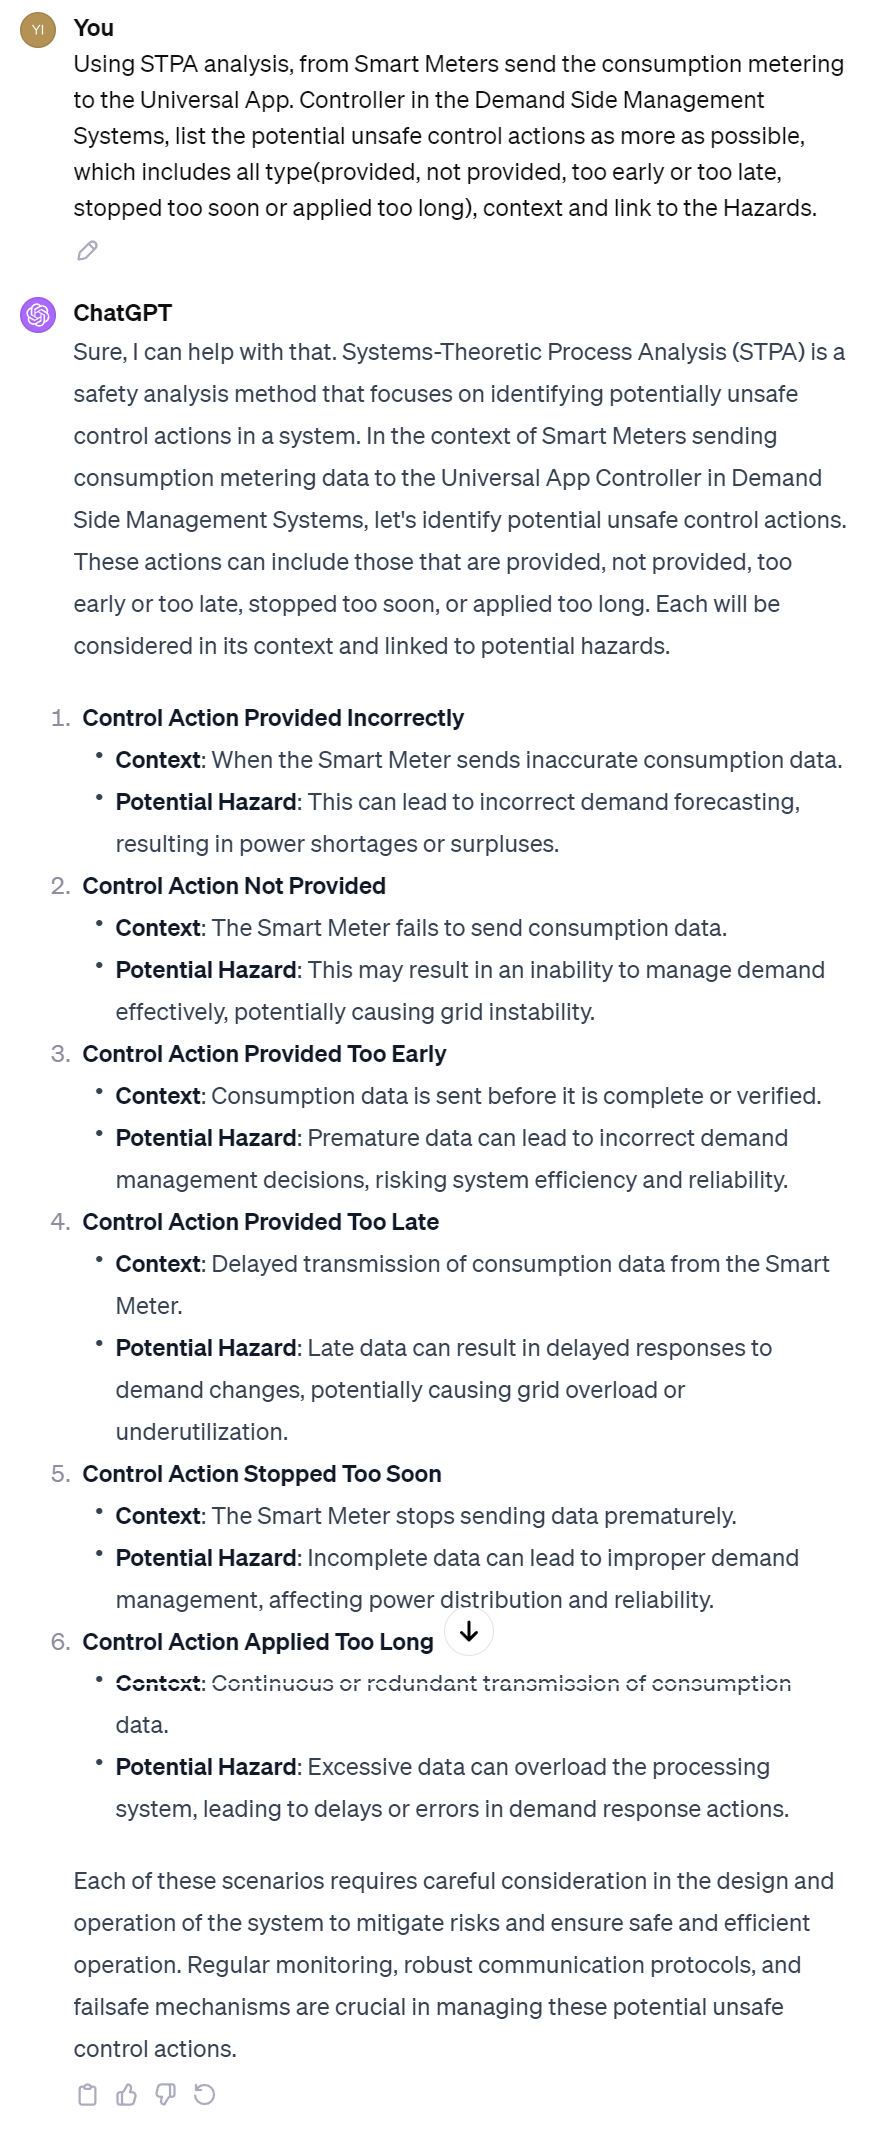 YI
You
Using STPA analysis, from Smart Meters send the consumption metering
to the Universal App. Controller in the Demand Side Management
Systems, list the potential unsafe control actions as more as possible,
which includes all type(provided, not provided, too early or too late,
stopped too soon or applied too long), context and link to the Hazards.
ChatGPT
Sure, I can help with that. Systems-Theoretic Process Analysis (STPA) is a
safety analysis method that focuses on identifying potentially unsafe
control actions in a system. In the context of Smart Meters sending
consumption metering data to the Universal App Controller in Demand
Side Management Systems, let's identify potential unsafe control actions.
These actions can include those that are provided, not provided, too
early or too late, stopped too soon, or applied too long. Each will be
considered in its context and linked to potential hazards.
1. Control Action Provided Incorrectly
• Context: When the Smart Meter sends inaccurate consumption data.
• Potential Hazard: This can lead to incorrect demand forecasting,
resulting in power shortages or surpluses.
2. Control Action Not Provided
• Context: The Smart Meter fails to send consumption data.
• Potential Hazard: This may result in an inability to manage demand
effectively, potentially causing grid instability.
3. Control Action Provided Too Early
• Context: Consumption data is sent before it is complete or verified.
• Potential Hazard: Premature data can lead to incorrect demand
management decisions, risking system efficiency and reliability.
4. Control Action Provided Too Late
• Context: Delayed transmission of consumption data from the Smart
Meter.
• Potential Hazard: Late data can result in delayed responses to
demand changes, potentially causing grid overload or
underutilization.
5. Control Action Stopped Too Soon
• Context: The Smart Meter stops sending data prematurely.
• Potential Hazard: Incomplete data can lead to improper demand
management, affecting power distribution and reliability.
6. Control Action Applied Too Long
• Context: Continuous or redundant transmission of consumption
data.
• Potential Hazard: Excessive data can overload the processing
system, leading to delays or errors in demand response actions.
Each of these scenarios requires careful consideration in the design and
operation of the system to mitigate risks and ensure safe and efficient
operation. Regular monitoring, robust communication protocols, and
failsafe mechanisms are crucial in managing these potential unsafe
control actions.